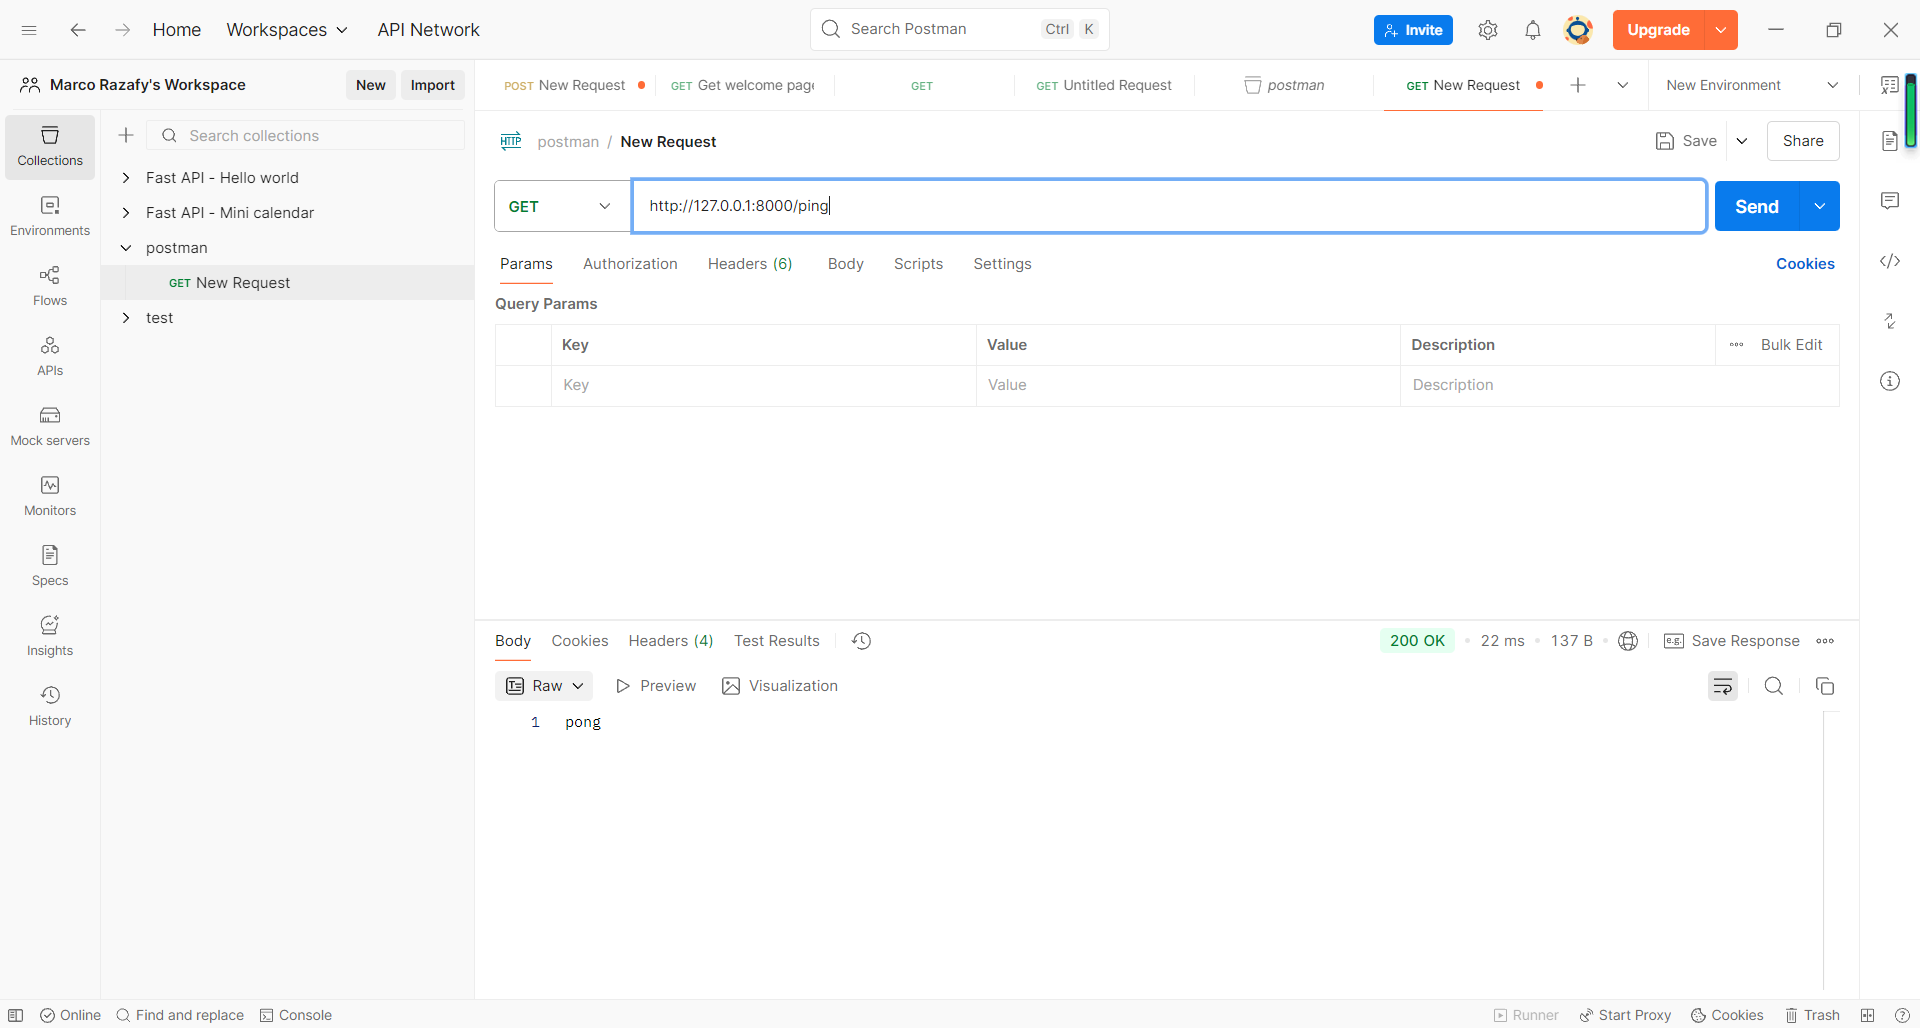 Home Workspaces API Network Search Postman Ctrl K Invite Upgrade
Marco Razafy's Workspace New Import
POST New Request GET Get welcome page GET GET Untitled Request postman GET New Request New Environment
Search collections
Collections
Environments
Flows
APIs
Mock servers
Monitors
Specs
Insights
History
Fast API - Hello world
Fast API - Mini calendar
postman
GET New Request
test
HTTP postman / New Request Save Share
GET http://127.0.0.1:8000/ping Send
Params Authorization Headers (6) Body Scripts Settings Cookies
Query Params
Key Value Description Bulk Edit
Key Value Description
Body Cookies Headers (4) Test Results 200 OK 22 ms 137 B e.g. Save Response
Raw Preview Visualization
1 pong
Online Find and replace Console Runner Start Proxy Cookies Trash